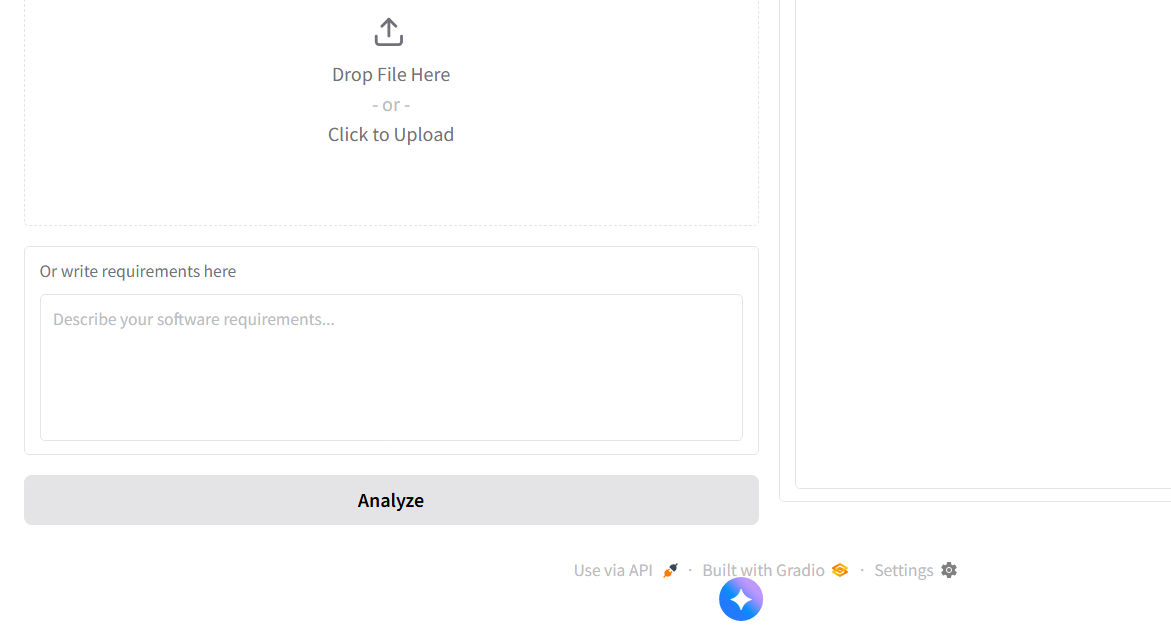 Drop File Here
- or -
Click to Upload
Or write requirements here
Describe your software requirements...
Analyze
Use via API · Built with Gradio · Settings